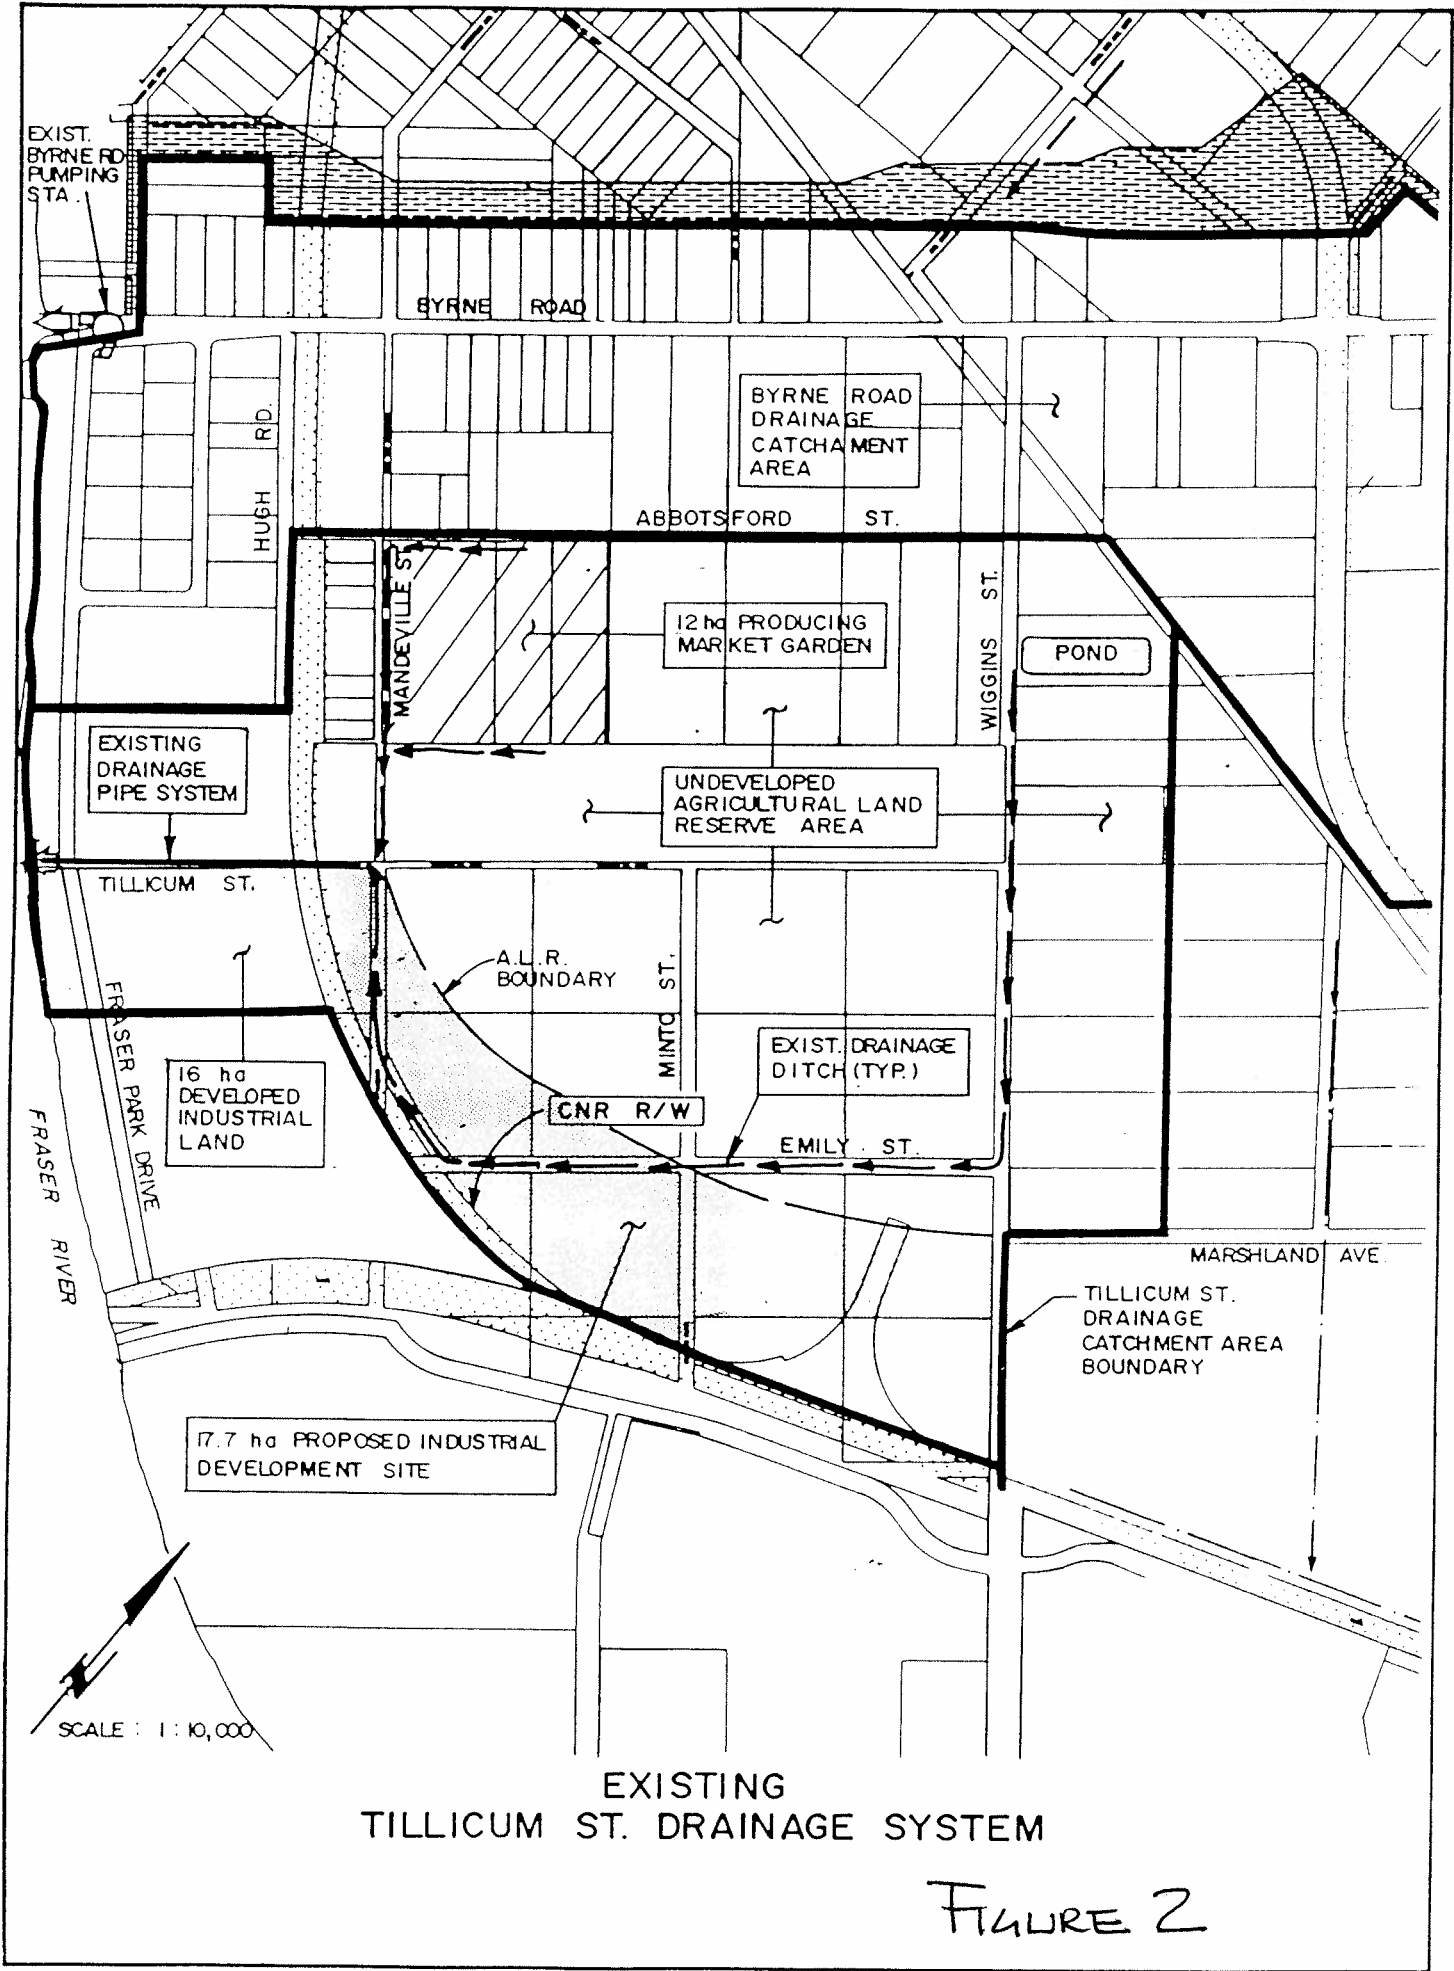 EXIST.
BYRNE RD
PUMPING
STA.
BYRNE ROAD
HUGH RD.
BYRNE ROAD
DRAINAGE
CATCHAMENT
AREA
ABBOTSFORD ST.
MANDEVILLE ST.
12 ha PRODUCING
MARKET GARDEN
WIGGINS ST.
POND
EXISTING
DRAINAGE
PIPE SYSTEM
UNDEVELOPED
AGRICULTURAL LAND
RESERVE AREA
TILLICUM ST.
A.L.R.
BOUNDARY
MINTO ST.
FRASER PARK DRIVE
EXIST. DRAINAGE
DITCH (TYP.)
16 ha
DEVELOPED
INDUSTRIAL
LAND
CNR R/W
EMILY ST.
FRASER RIVER
MARSHLAND AVE.
TILLICUM ST.
DRAINAGE
CATCHMENT AREA
BOUNDARY
17.7 ha PROPOSED INDUSTRIAL
DEVELOPMENT SITE
N
SCALE : 1 : 10,000
EXISTING
TILLICUM ST. DRAINAGE SYSTEM
FIGURE 2